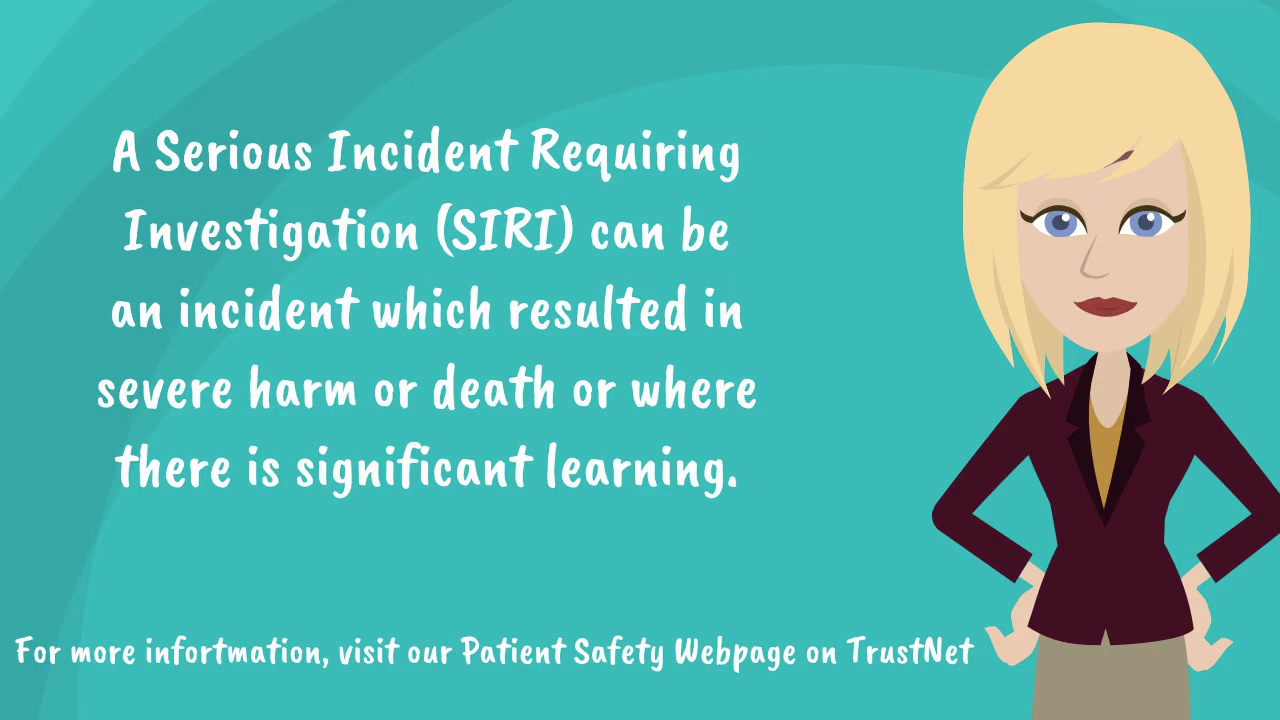 A Serious Incident Requiring
Investigation (SIRI) can be
an incident which resulted in
severe harm or death or where
there is significant learning.
For more infortmation, visit our Patient Safety Webpage on TrustNet